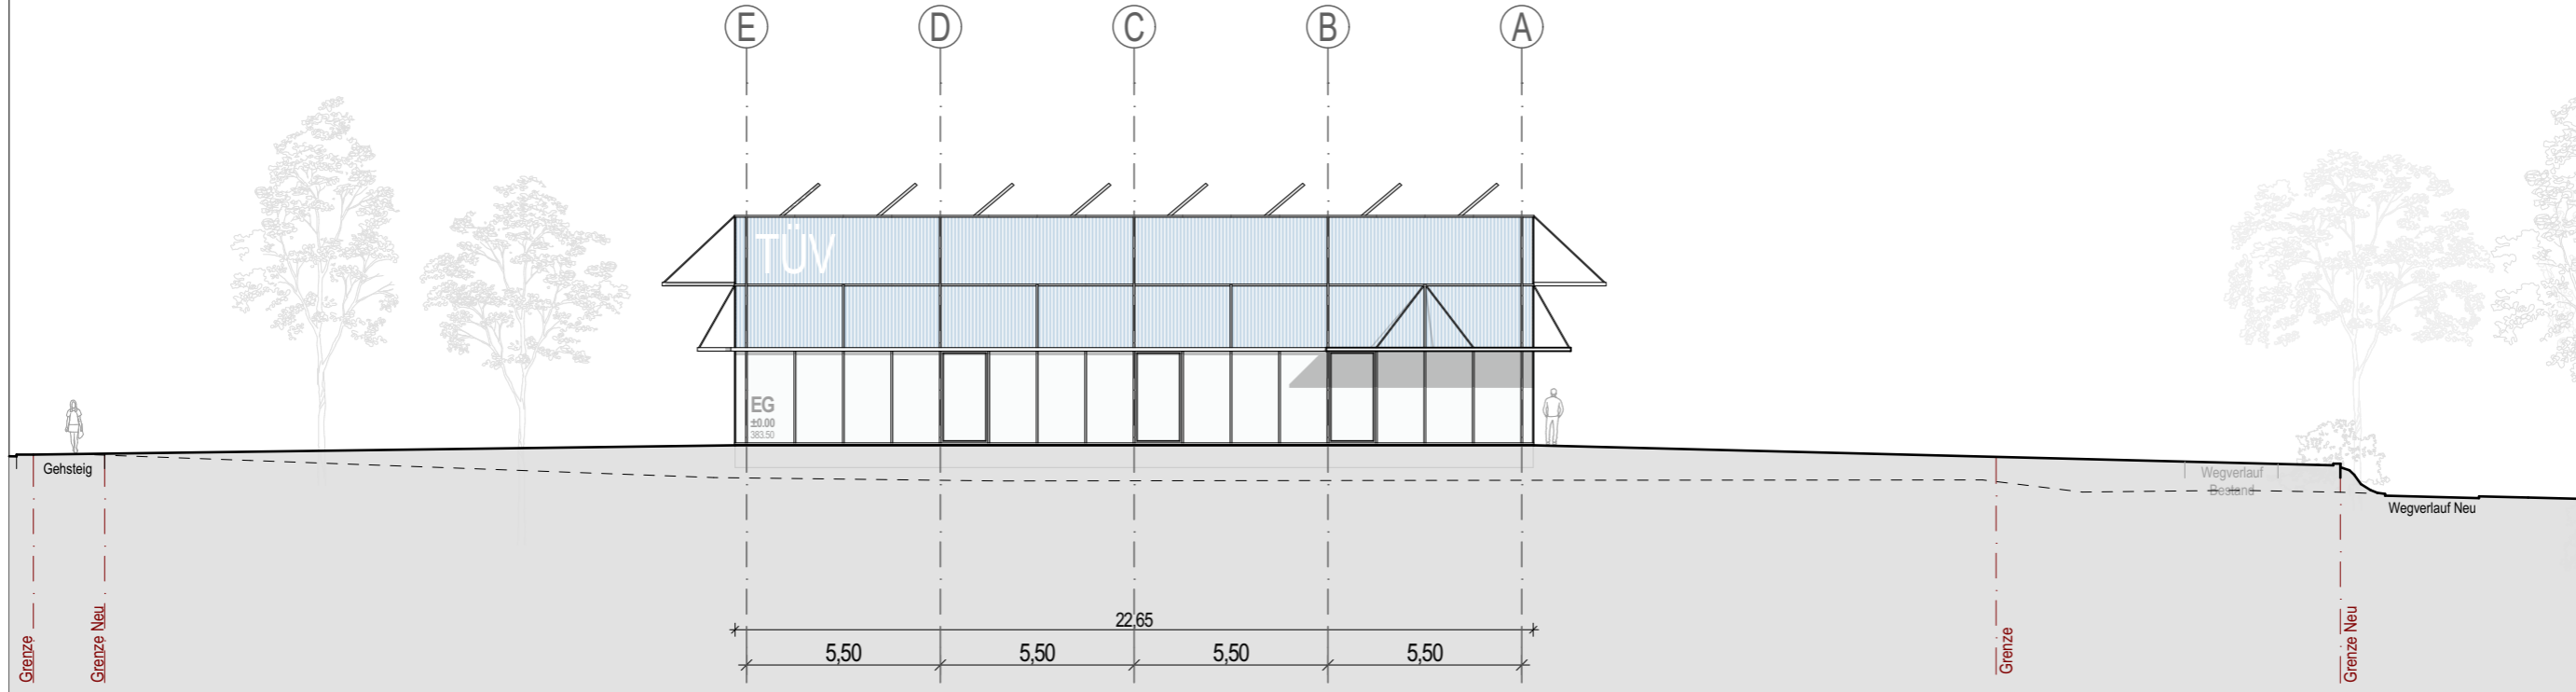 E
D
C
B
A
TÜV
EG
±0.00
383.50
Gehsteig
Wegverlauf
Bestand
Wegverlauf Neu
22,65
5,50
5,50
5,50
5,50
Grenze
Grenze Neu
Grenze
Grenze Neu